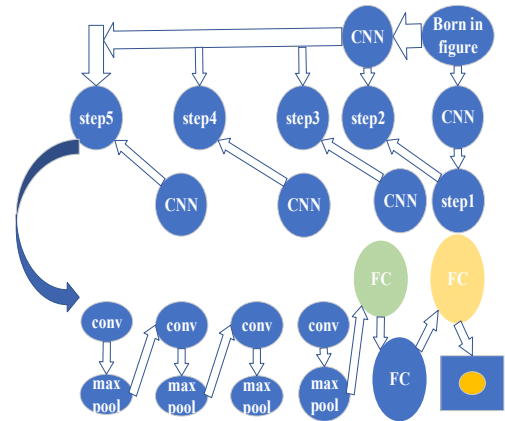 CNN
Born in
figure
step5
step4
step3
step2
CNN
CNN
CNN
CNN
step1
FC
FC
conv
conv
conv
conv
max
pool
max
pool
max
pool
max
pool
FC